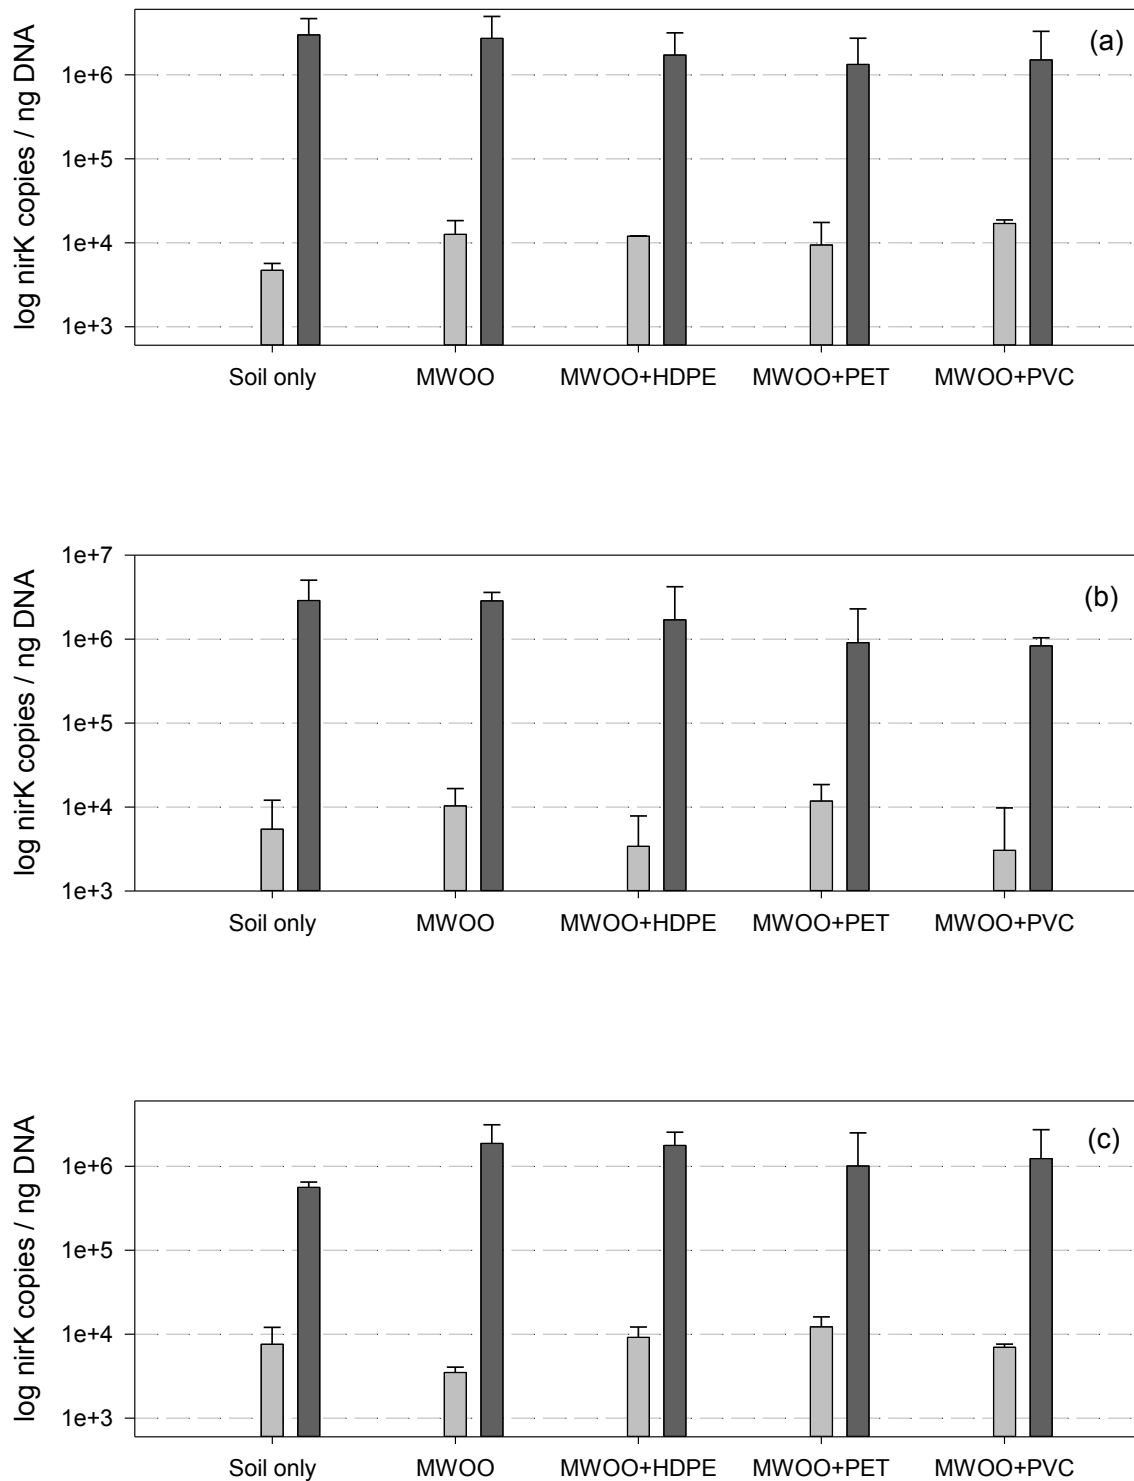 log nirK copies / ng DNA
(a)
1e+6
1e+5
1e+4
1e+3
Soil only MWOO MWOO+HDPE MWOO+PET MWOO+PVC
log nirK copies / ng DNA
(b)
1e+7
1e+6
1e+5
1e+4
1e+3
Soil only MWOO MWOO+HDPE MWOO+PET MWOO+PVC
log nirK copies / ng DNA
(c)
1e+6
1e+5
1e+4
1e+3
Soil only MWOO MWOO+HDPE MWOO+PET MWOO+PVC